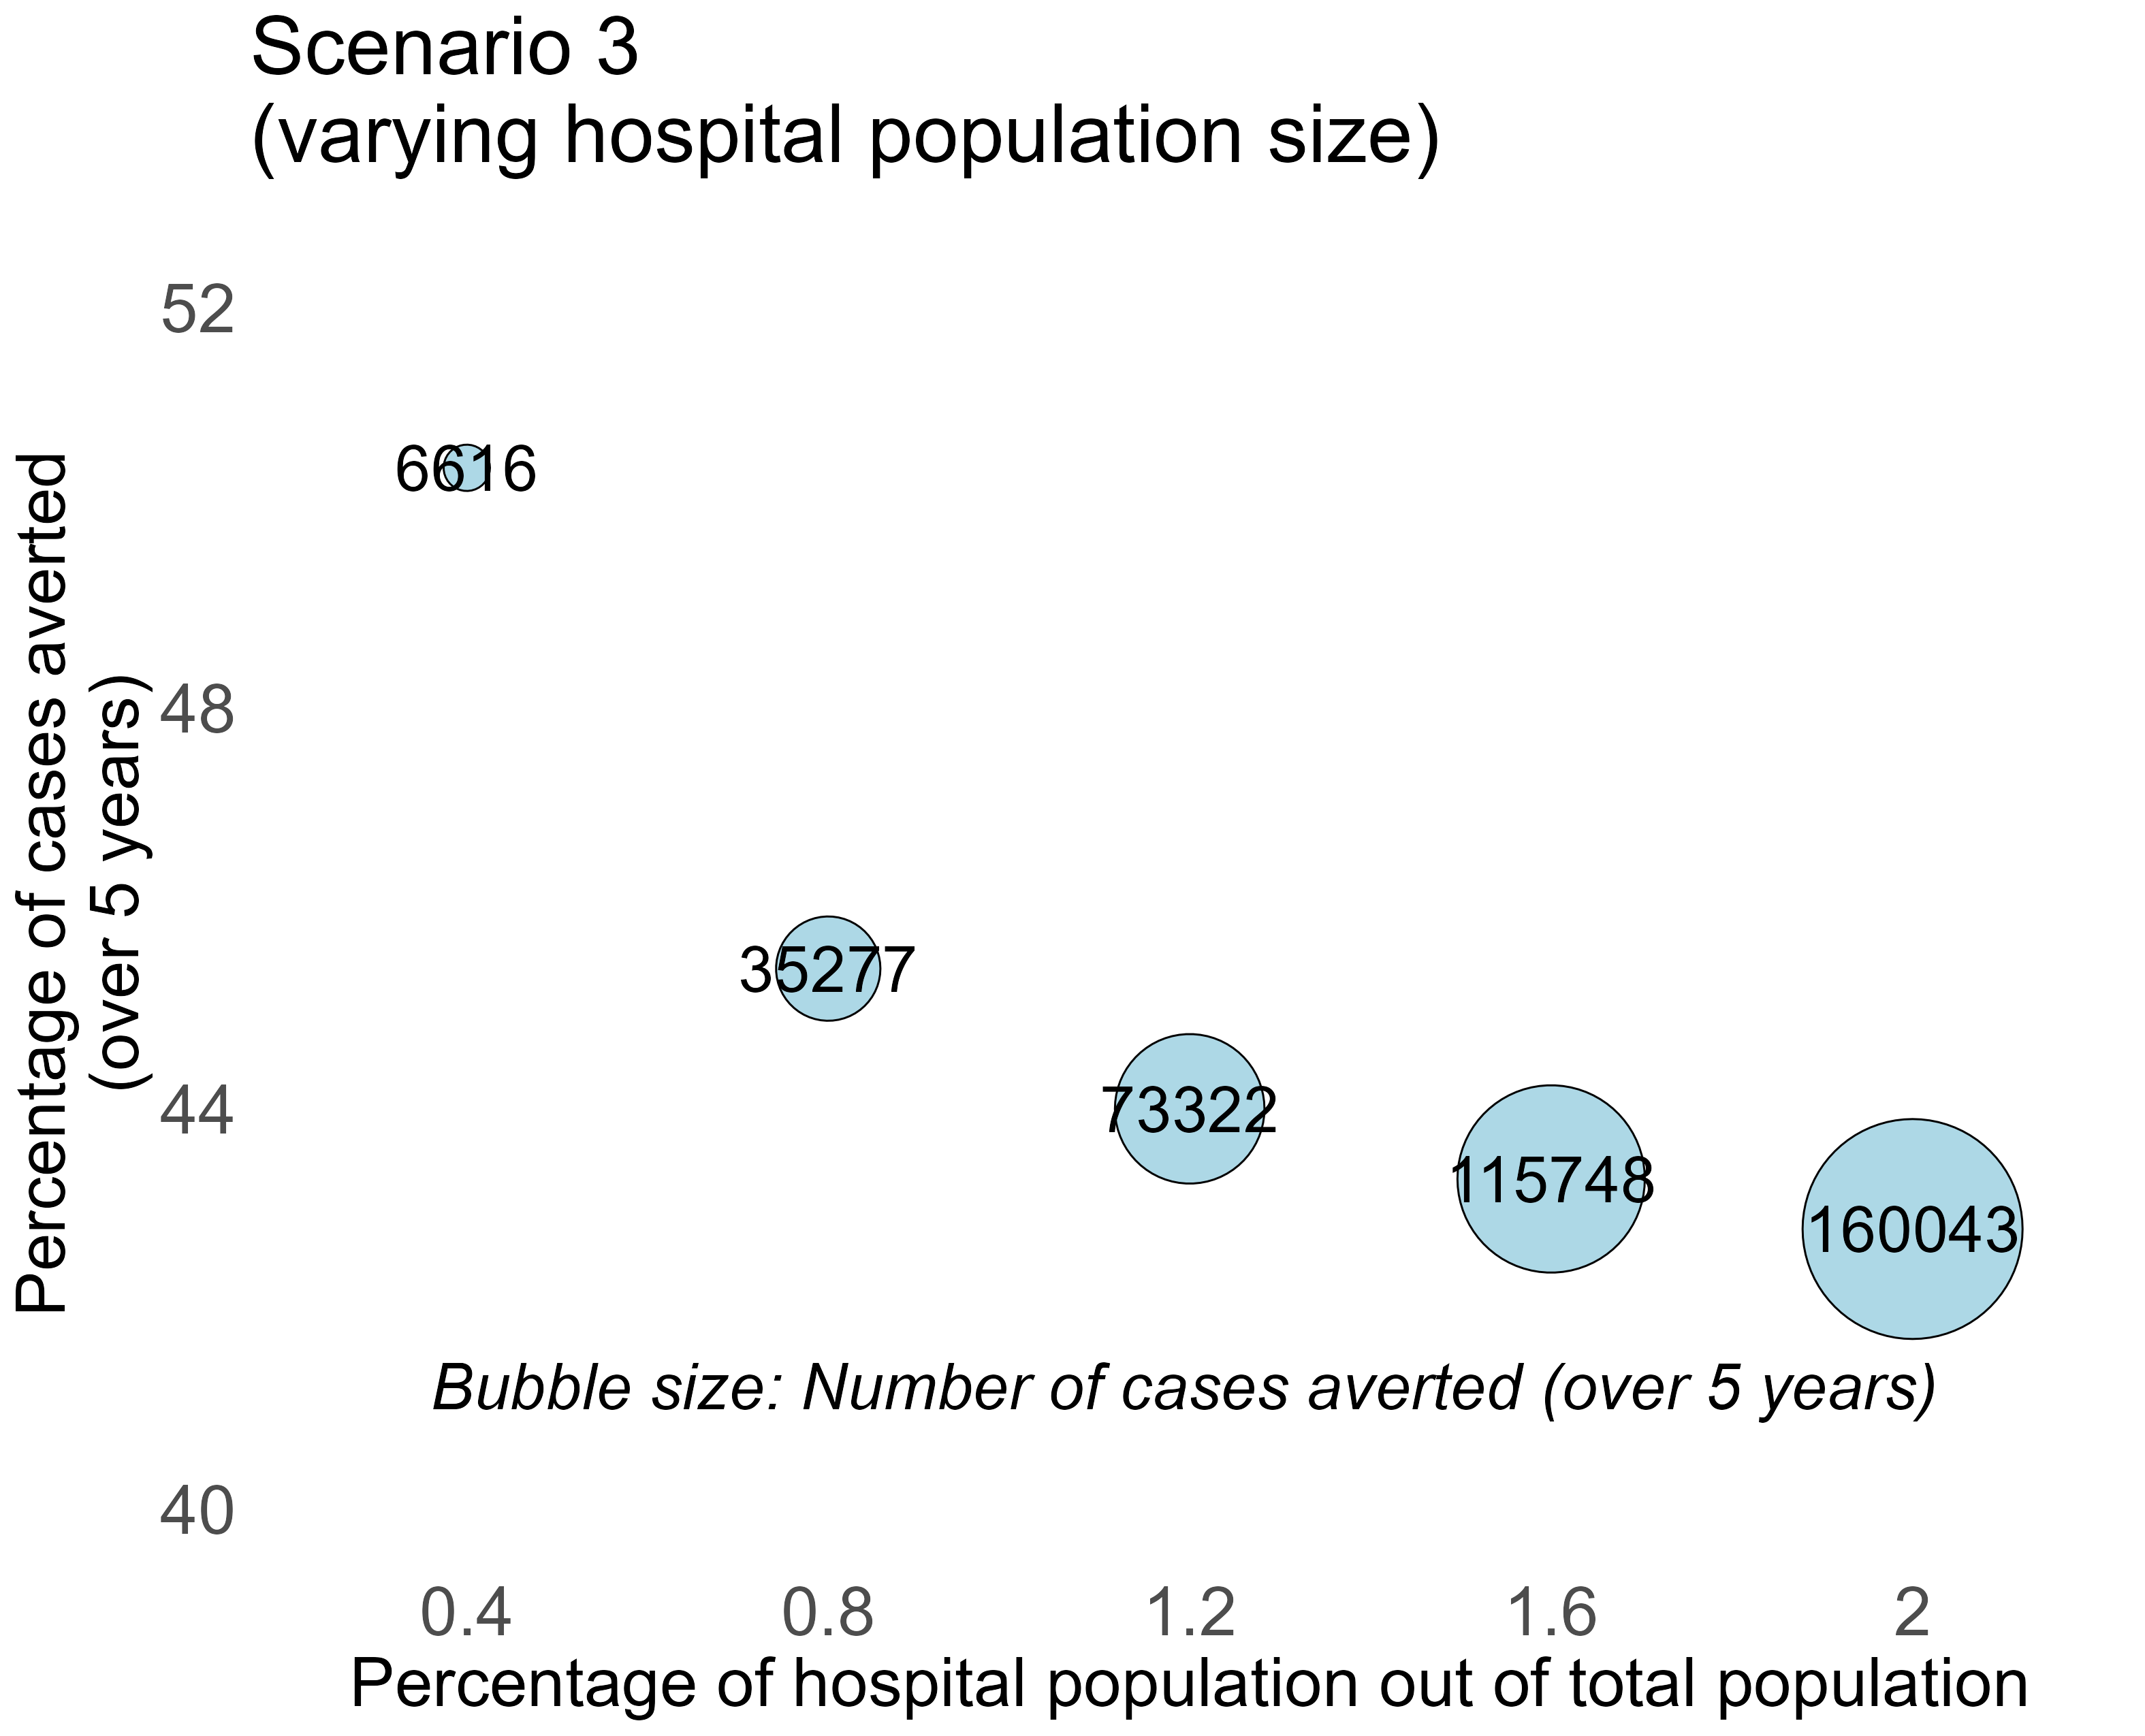 Scenario 3
(varying hospital population size)
Percentage of cases averted
(over 5 years)
52
48
44
40
6616
35277
73322
115748
160043
Bubble size: Number of cases averted (over 5 years)
0.4 0.8 1.2 1.6 2
Percentage of hospital population out of total population